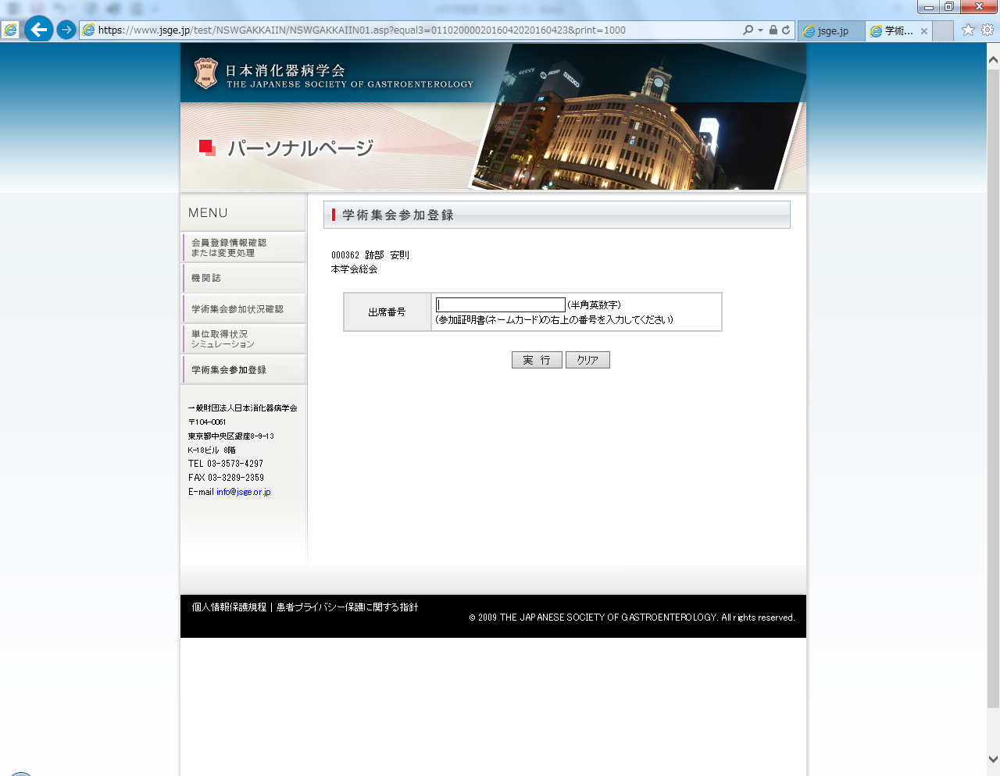 https://www.jsge.jp/test/NSWGAKKAIIN/NSWGAKKAIIN01.asp?equal3=0110200002016042020160423&print=1000
jsge.jp
学術...
JSGE
日本消化器病学会
THE JAPANESE SOCIETY OF GASTROENTEROLOGY
パーソナルページ
MENU
会員登録情報確認
または変更処理
機関誌
学術集会参加状況確認
単位取得状況
シミュレーション
学術集会参加登録
一般財団法人日本消化器病学会
〒104-0061
東京都中央区銀座8-9-13
K-18ビル 8階
TEL 03-3573-4297
FAX 03-3289-2359
E-mail info@jsge.or.jp
学術集会参加登録
000362 跡部 安則
本学会総会
出席番号
(半角英数字)
(参加証明書(ネームカード)の右上の番号を入力してください)
実 行 クリア
個人情報保護規程 | 患者プライバシー保護に関する指針
© 2009 THE JAPANESE SOCIETY OF GASTROENTEROLOGY. All rights reserved.